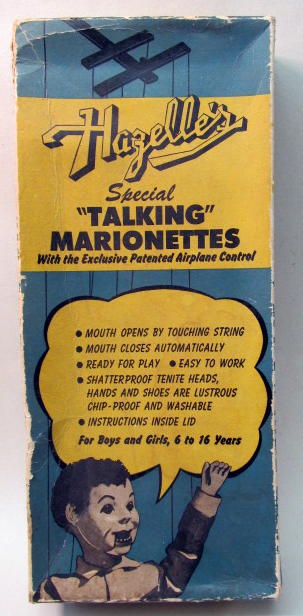 Hazelle's
Special
"TALKING"
MARIONETTES
With the Exclusive Patented Airplane Control
● MOUTH OPENS BY TOUCHING STRING
● MOUTH CLOSES AUTOMATICALLY
● READY FOR PLAY ● EASY TO WORK
● SHATTERPROOF TENITE HEADS,
HANDS AND SHOES ARE LUSTROUS
CHIP-PROOF AND WASHABLE
● INSTRUCTIONS INSIDE LID
For Boys and Girls, 6 to 16 Years